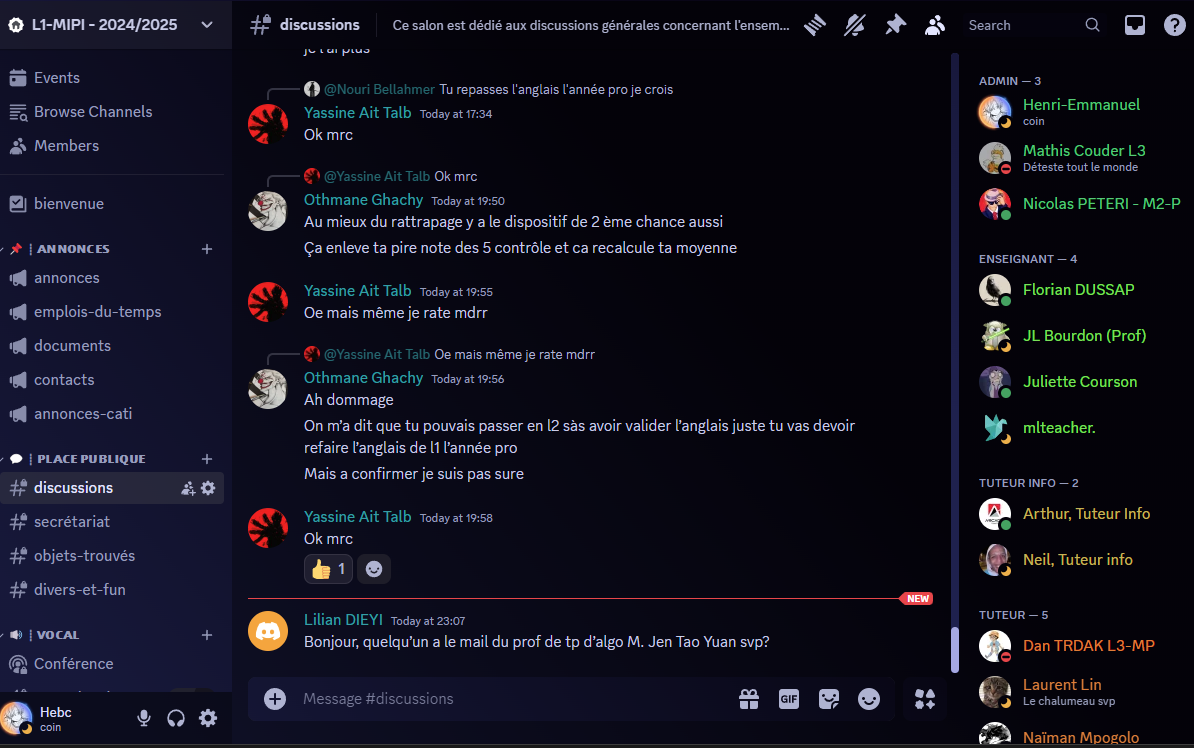 L1-MIPI - 2024/2025
Events
Browse Channels
Members
bienvenue
ANNONCES
annonces
emplois-du-temps
documents
contacts
annonces-cati
PLACE PUBLIQUE
discussions
secrétariat
objets-trouvés
divers-et-fun
VOCAL
Conférence
Hebc
coin
discussions
Ce salon est dédié aux discussions générales concernant l'ensem...
Search
je l'ai plus
@Nouri Bellahmer Tu repasses l'anglais l'année pro je crois
Yassine Ait Talb Today at 17:34
Ok mrc
@Yassine Ait Talb Ok mrc
Othmane Ghachy Today at 19:50
Au mieux du rattrapage y a le dispositif de 2 ème chance aussi
Ça enleve ta pire note des 5 contrôle et ca recalcule ta moyenne
Yassine Ait Talb Today at 19:55
Oe mais même je rate mdrr
@Yassine Ait Talb Oe mais même je rate mdrr
Othmane Ghachy Today at 19:56
Ah dommage
On m'a dit que tu pouvais passer en l2 sàs avoir valider l'anglais juste tu vas devoir
refaire l'anglais de l1 l'année pro
Mais a confirmer je suis pas sure
Yassine Ait Talb Today at 19:58
Ok mrc
1
NEW
Lilian DIEYI Today at 23:07
Bonjour, quelqu'un a le mail du prof de tp d'algo M. Jen Tao Yuan svp?
Message #discussions
GIF
ADMIN — 3
Henri-Emmanuel
coin
Mathis Couder L3
Déteste tout le monde
Nicolas PETERI - M2-P
ENSEIGNANT — 4
Florian DUSSAP
JL Bourdon (Prof)
Juliette Courson
mlteacher.
TUTEUR INFO — 2
Arthur, Tuteur Info
Neil, Tuteur info
TUTEUR — 5
Dan TRDAK L3-MP
Laurent Lin
Le chalumeau svp
Naïman Mpogolo